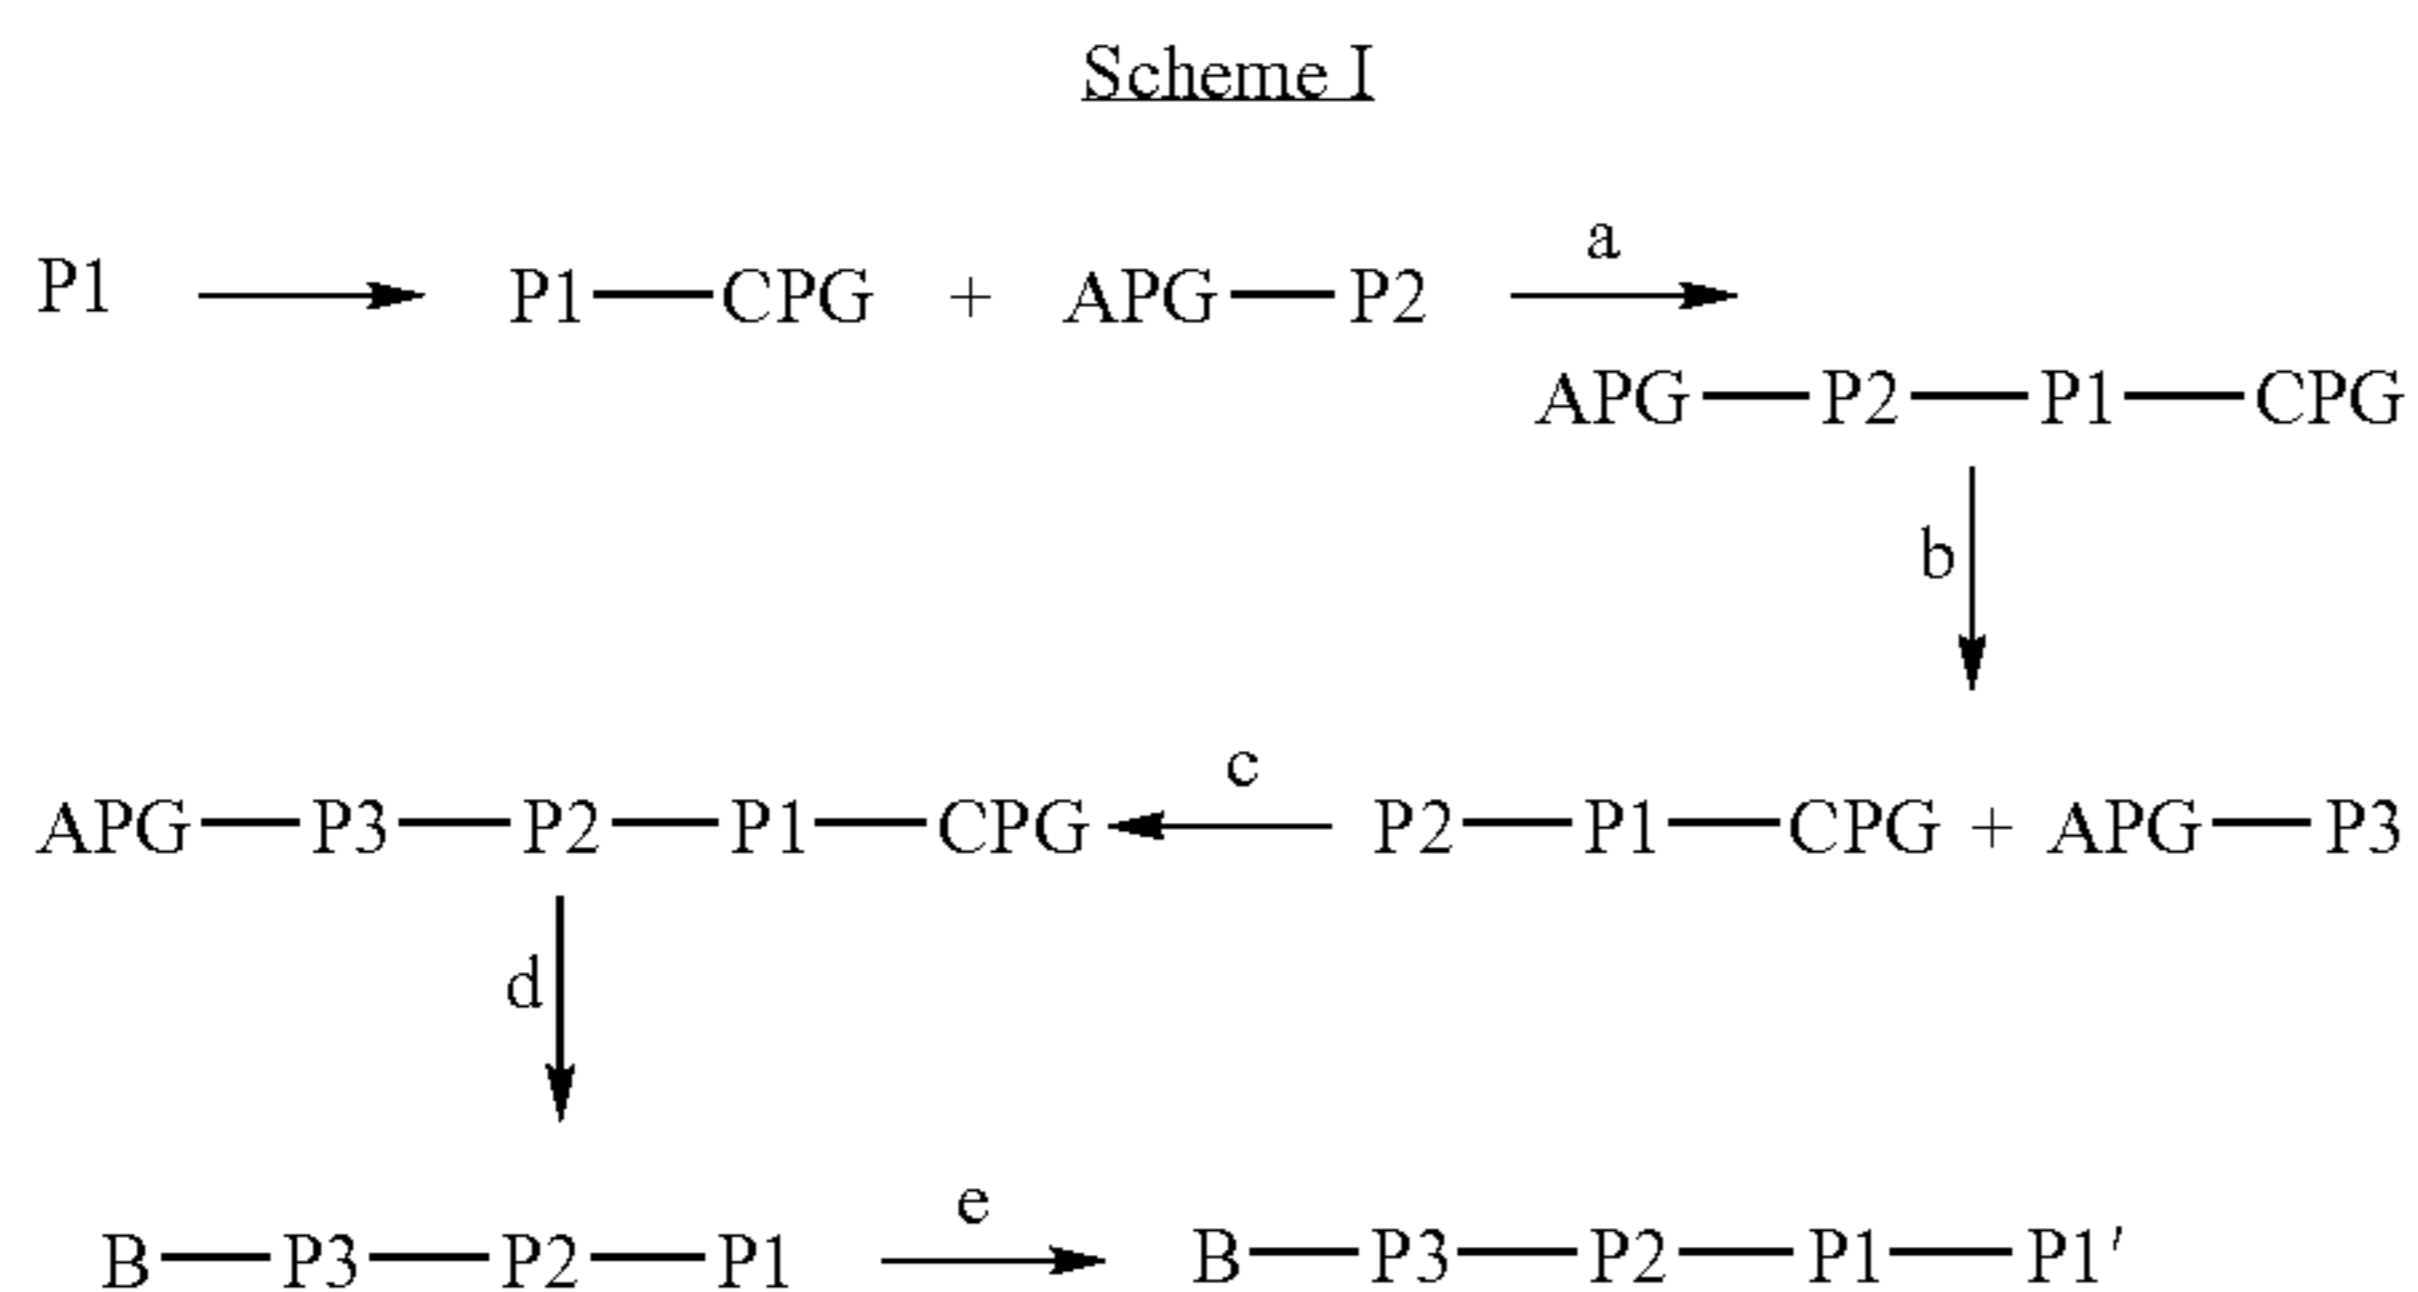 Scheme I
P1 P1—CPG + APG—P2 a
APG—P2—P1—CPG
b
c
APG—P3—P2—P1—CPG P2—P1—CPG + APG—P3
d
e
B—P3—P2—P1 B—P3—P2—P1—P1′